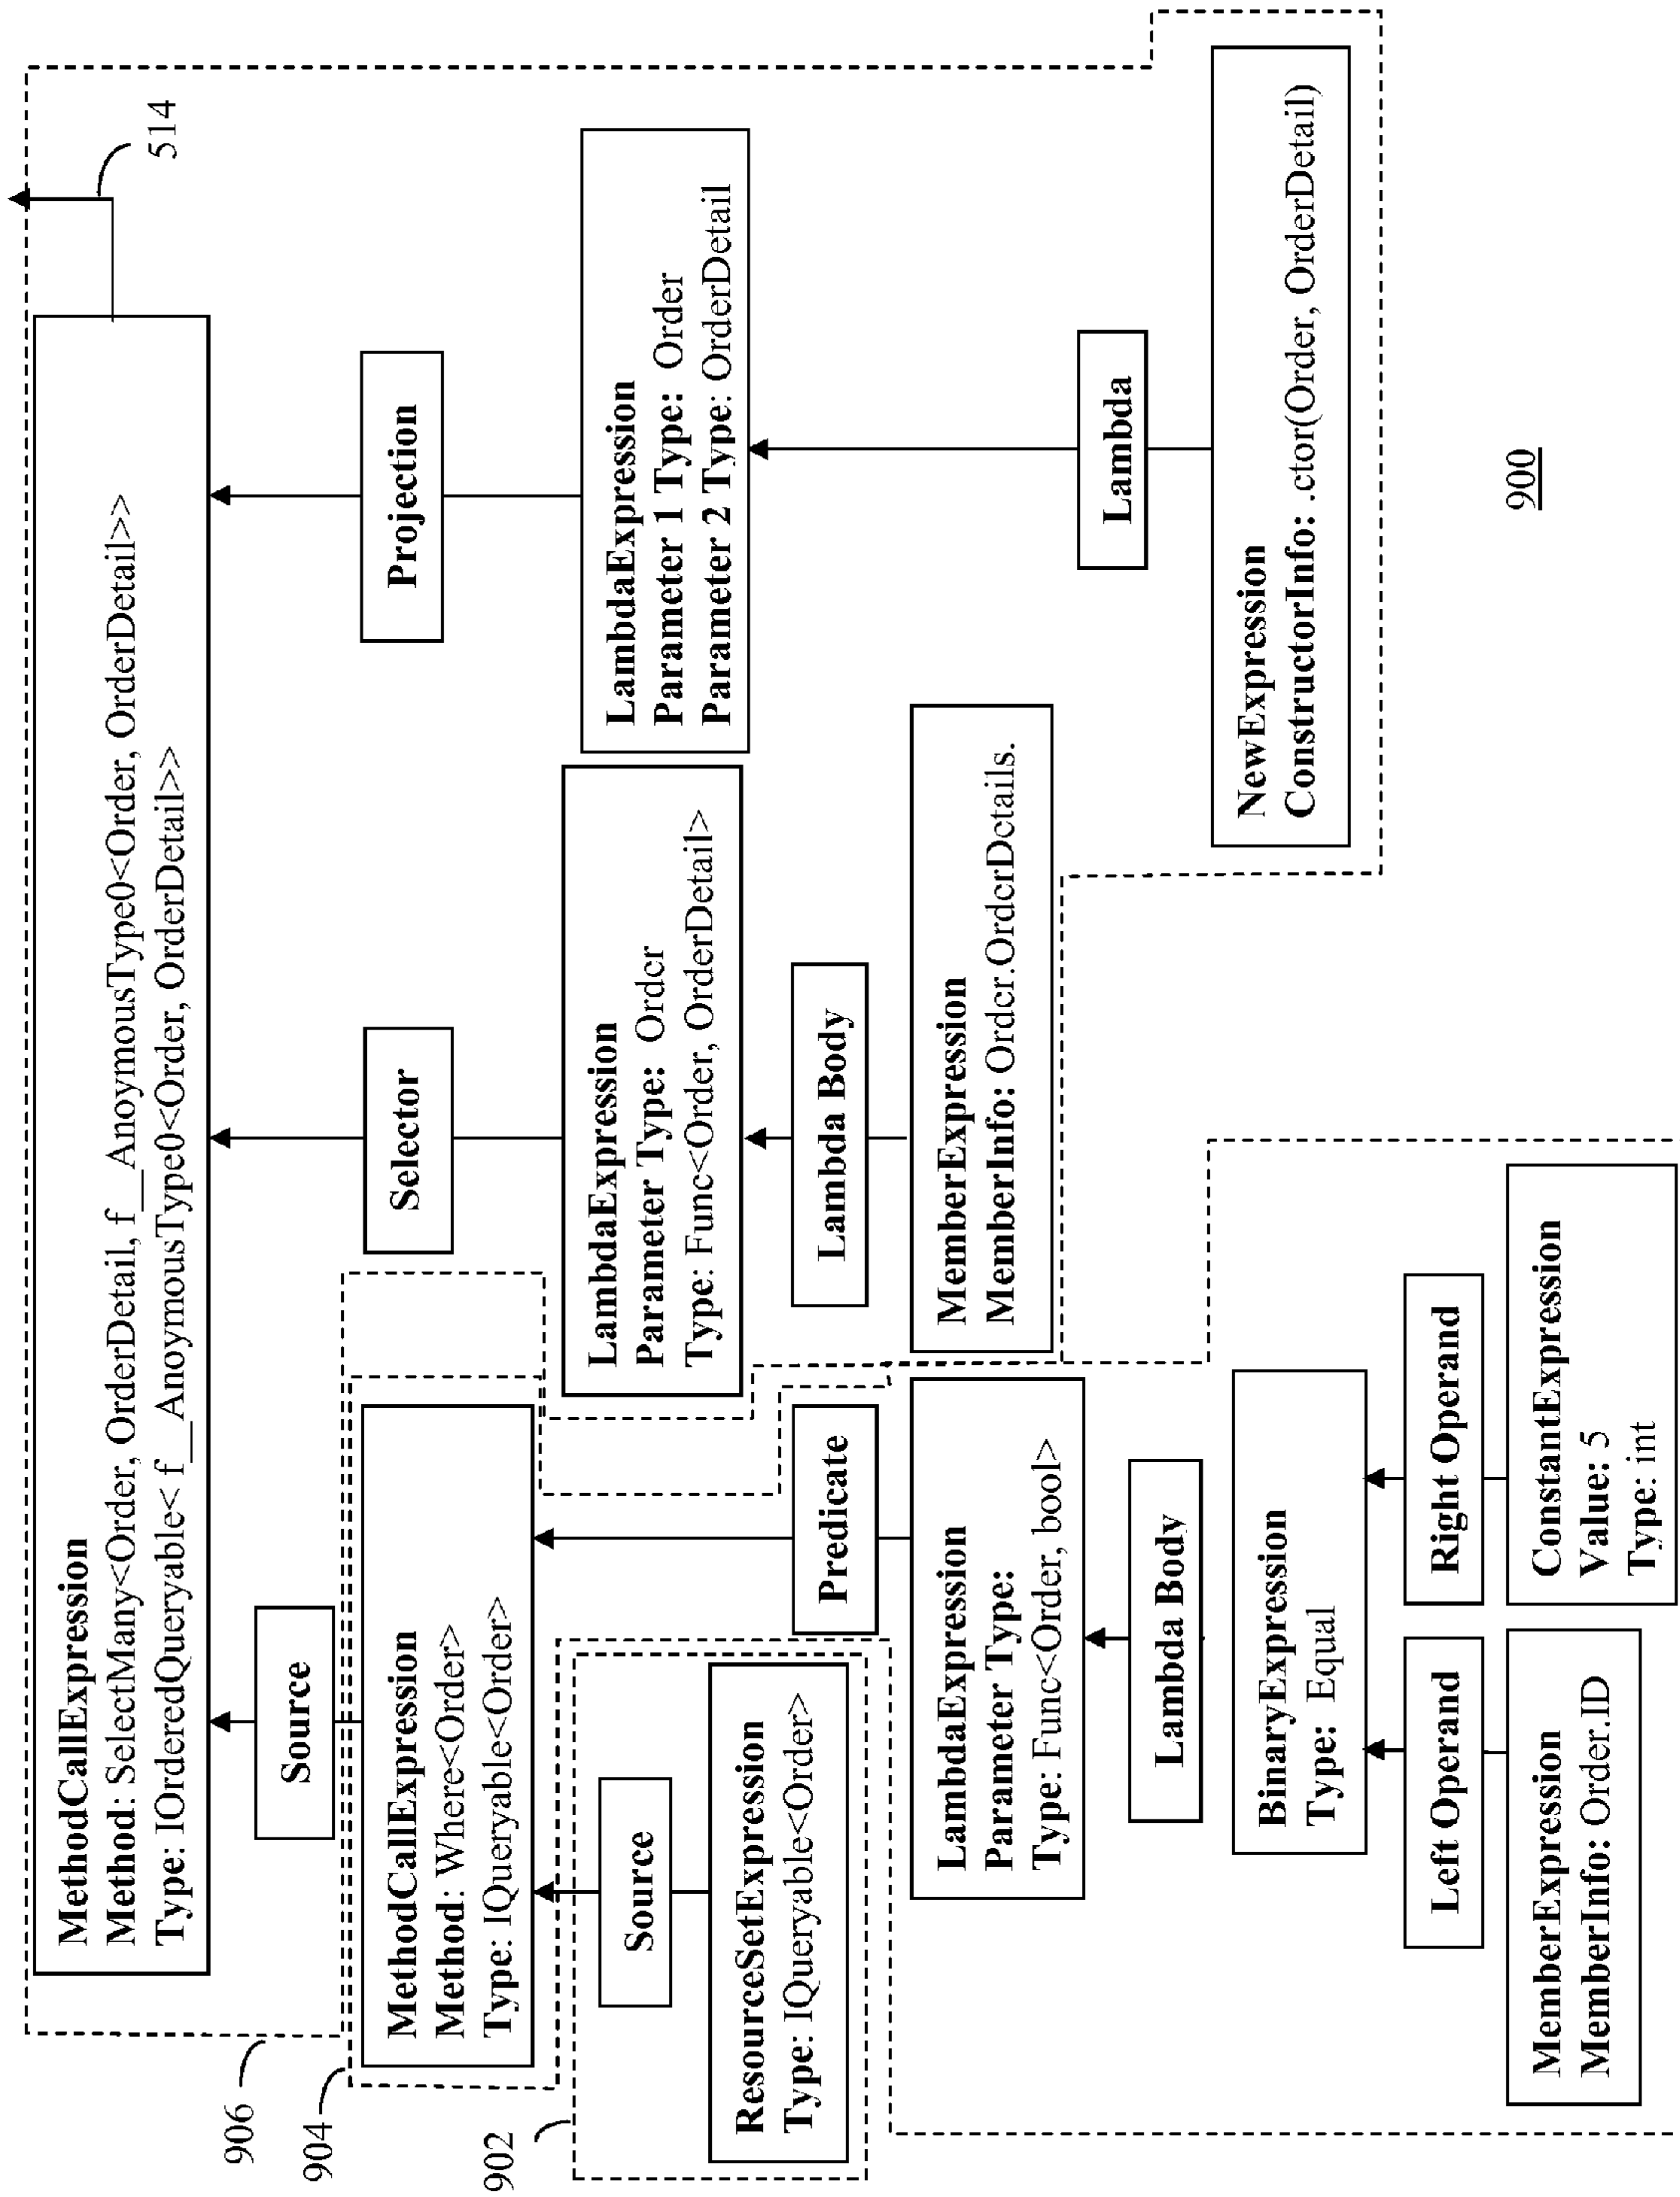 MethodCallExpression
Method: SelectMany<Order, OrderDetail, f__AnoymousType0<Order, OrderDetail>>
Type: IOrderedQueryable< f__AnoymousType0<Order, OrderDetail>>
514
906
Source
Selector
Projection
904
MethodCallExpression
Method: Where<Order>
Type: IQueryable<Order>
902
Source
Predicate
ResourceSetExpression
Type: IQueryable<Order>
LambdaExpression
Parameter Type: Order
Type: Func<Order, OrderDetail>
LambdaExpression
Parameter 1 Type: Order
Parameter 2 Type: OrderDetail
Lambda Body
LambdaExpression
Parameter Type:
Type: Func<Order, bool>
MemberExpression
MemberInfo: Order.OrderDetails.
Lambda
Lambda Body
BinaryExpression
Type: Equal
NewExpression
ConstructorInfo: .ctor(Order, OrderDetail)
Left Operand
Right Operand
MemberExpression
MemberInfo: Order.ID
ConstantExpression
Value: 5
Type: int
900